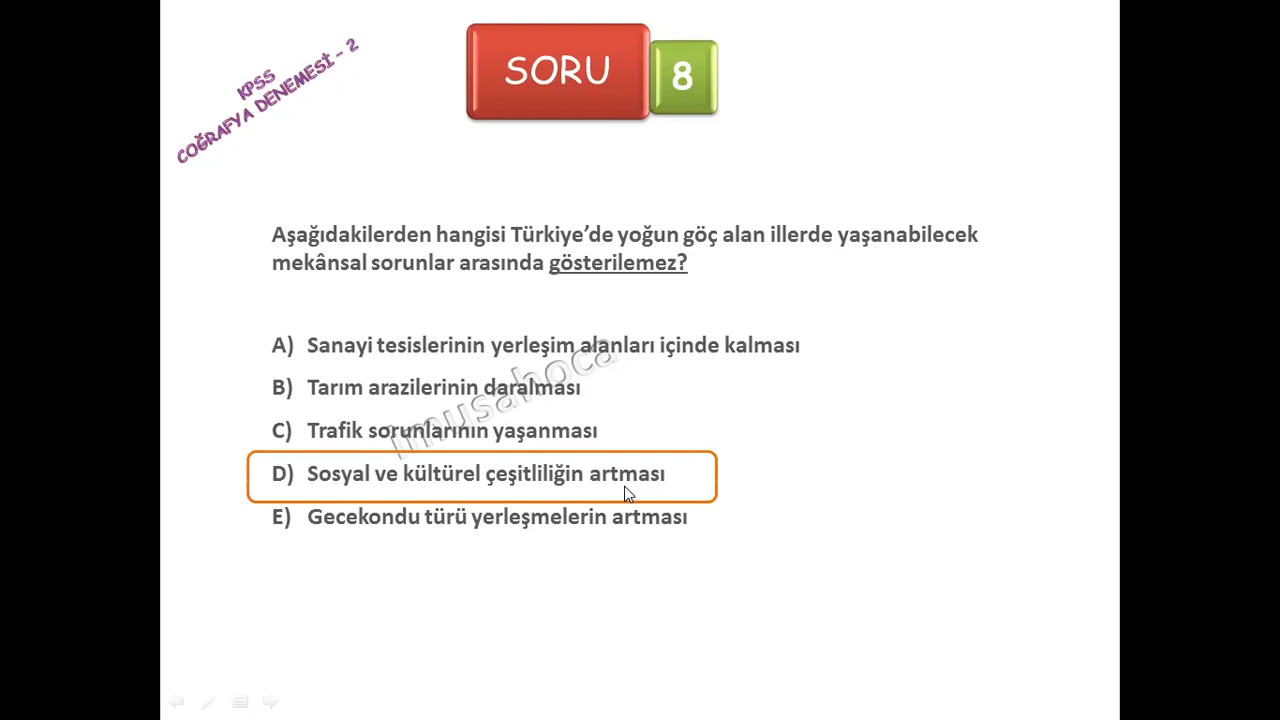 KPSS
COĞRAFYA DENEMESİ - 2
SORU 8
Aşağıdakilerden hangisi Türkiye’de yoğun göç alan illerde yaşanabilecek
mekânsal sorunlar arasında gösterilemez?
A) Sanayi tesislerinin yerleşim alanları içinde kalması
B) Tarım arazilerinin daralması
C) Trafik sorunlarının yaşanması
D) Sosyal ve kültürel çeşitliliğin artması
E) Gecekondu türü yerleşmelerin artması
imusahoca